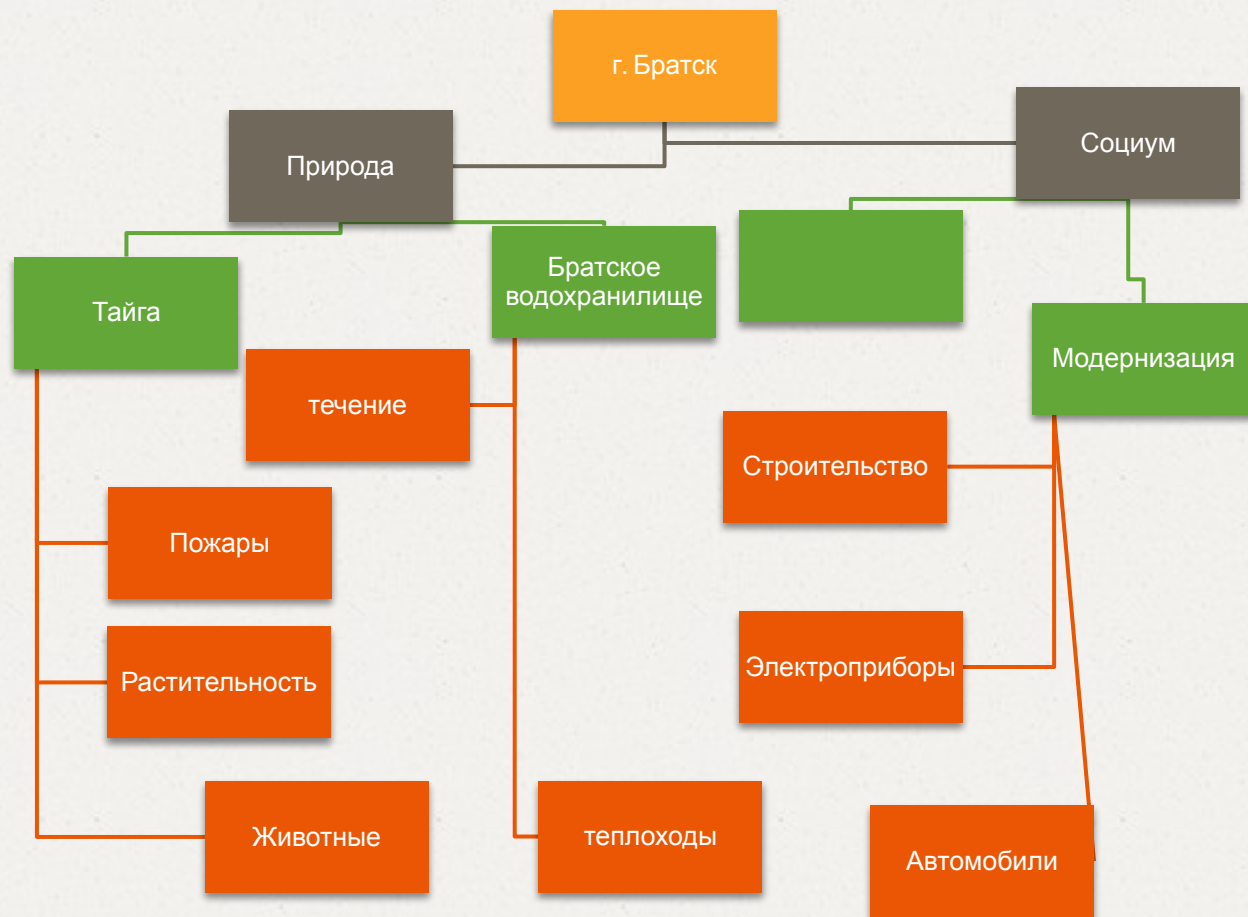 г. Братск
Природа
Социум
Тайга
Братское
водохранилище
Модернизация
течение
Строительство
Пожары
Растительность
Электроприборы
Животные
теплоходы
Автомобили